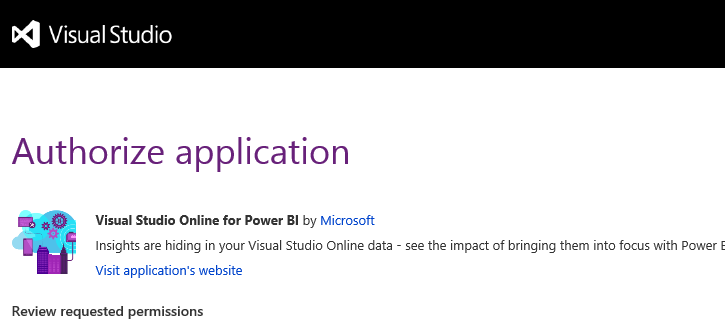 Visual Studio
Authorize application
Visual Studio Online for Power BI by Microsoft
Insights are hiding in your Visual Studio Online data - see the impact of bringing them into focus with Power B
Visit application's website
Review requested permissions